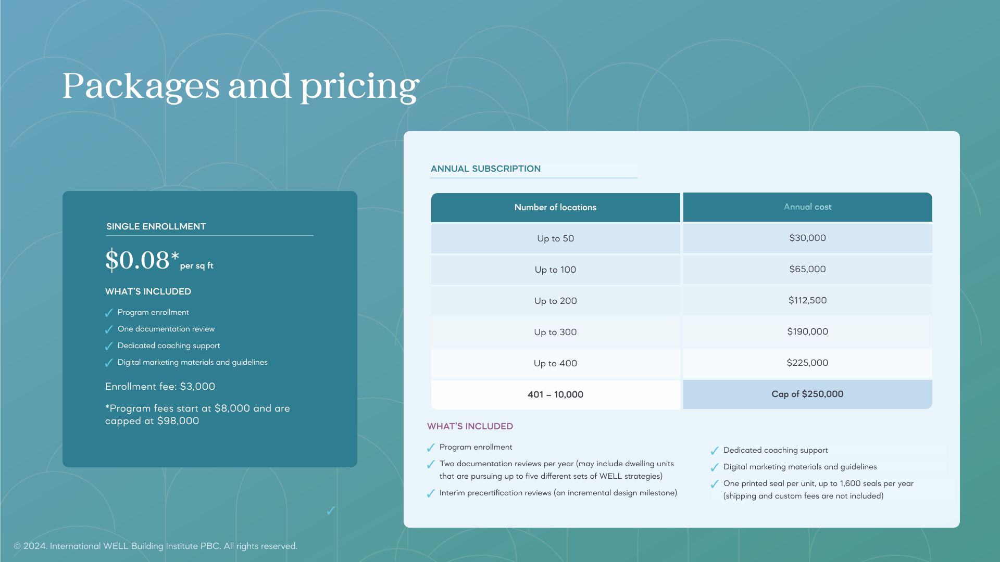 Packages and pricing
SINGLE ENROLLMENT
$0.08* per sq ft
WHAT'S INCLUDED
✓ Program enrollment
✓ One documentation review
✓ Dedicated coaching support
✓ Digital marketing materials and guidelines
Enrollment fee: $3,000
*Program fees start at $8,000 and are
capped at $98,000
ANNUAL SUBSCRIPTION
Number of locations Annual cost
Up to 50 $30,000
Up to 100 $65,000
Up to 200 $112,500
Up to 300 $190,000
Up to 400 $225,000
401 – 10,000 Cap of $250,000
WHAT'S INCLUDED
✓ Program enrollment
✓ Two documentation reviews per year (may include dwelling units
that are pursuing up to five different sets of WELL strategies)
✓ Interim precertification reviews (an incremental design milestone)
✓ Dedicated coaching support
✓ Digital marketing materials and guidelines
✓ One printed seal per unit, up to 1,600 seals per year
(shipping and custom fees are not included)
✓
© 2024. International WELL Building Institute PBC. All rights reserved.